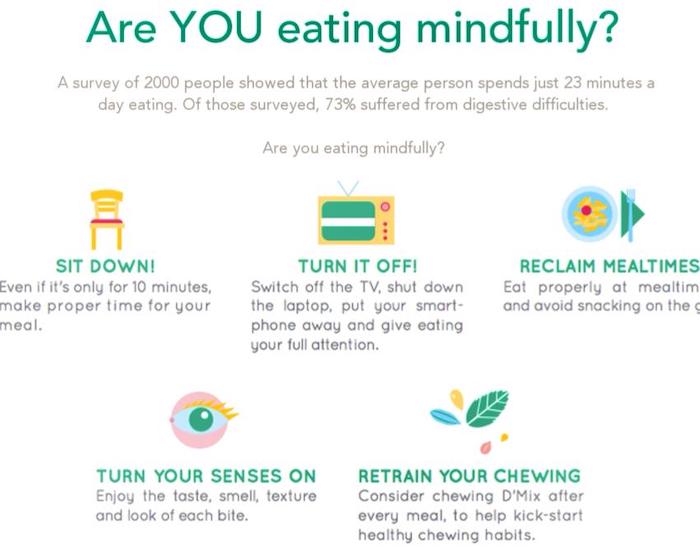 Are YOU eating mindfully?
A survey of 2000 people showed that the average person spends just 23 minutes a
day eating. Of those surveyed, 73% suffered from digestive difficulties.
Are you eating mindfully?
SIT DOWN!
Even if it's only for 10 minutes,
make proper time for your
meal.
TURN IT OFF!
Switch off the TV, shut down
the laptop, put your smart-
phone away and give eating
your full attention.
RECLAIM MEALTIMES
Eat properly at
and avoid snacking on the
TURN YOUR SENSES ON
Enjoy the taste, smell, texture
and look of each bite.
RETRAIN YOUR CHEWING
Consider chewing D'Mix after
every meal, to help kick-start
healthy chewing habits.